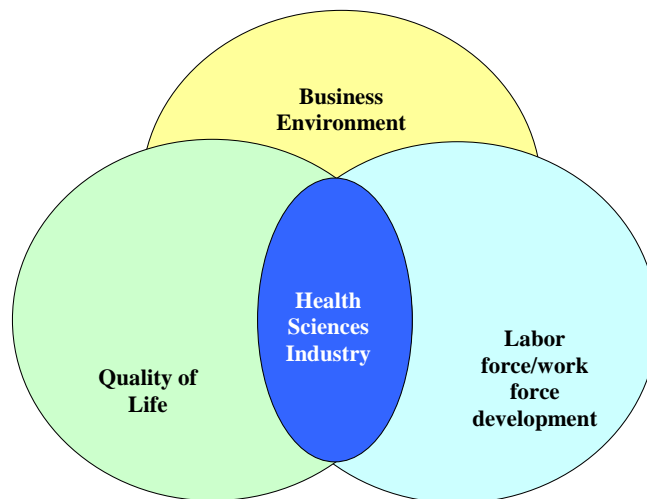 Business
Environment
Health
Sciences
Industry
Quality of
Life
Labor
force/work
force
development